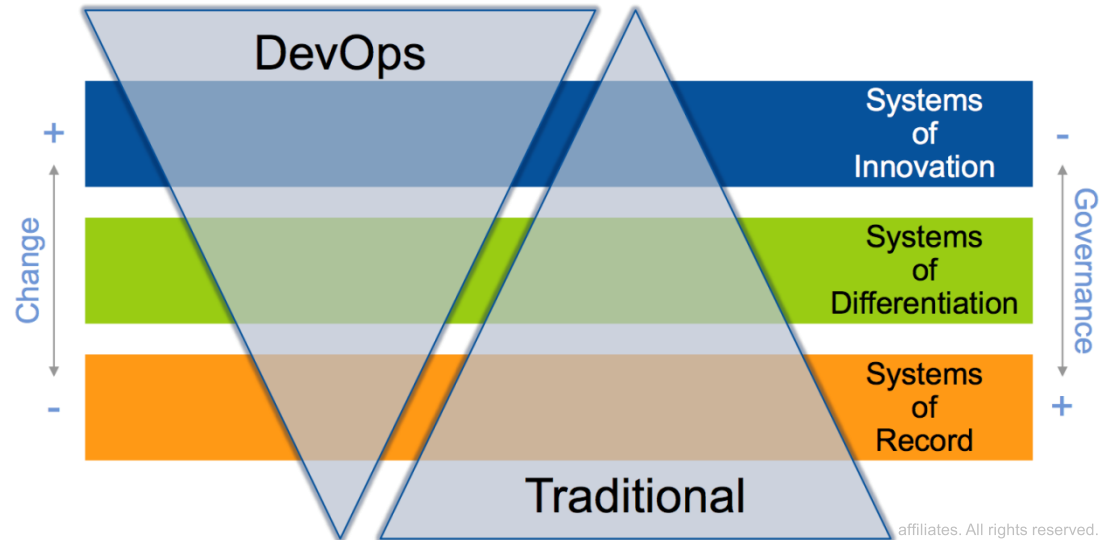 DevOps
Systems
of
Innovation
+
-
Change
Governance
Systems
of
Differentiation
Systems
of
Record
-
+
Traditional
affiliates. All rights reserved.